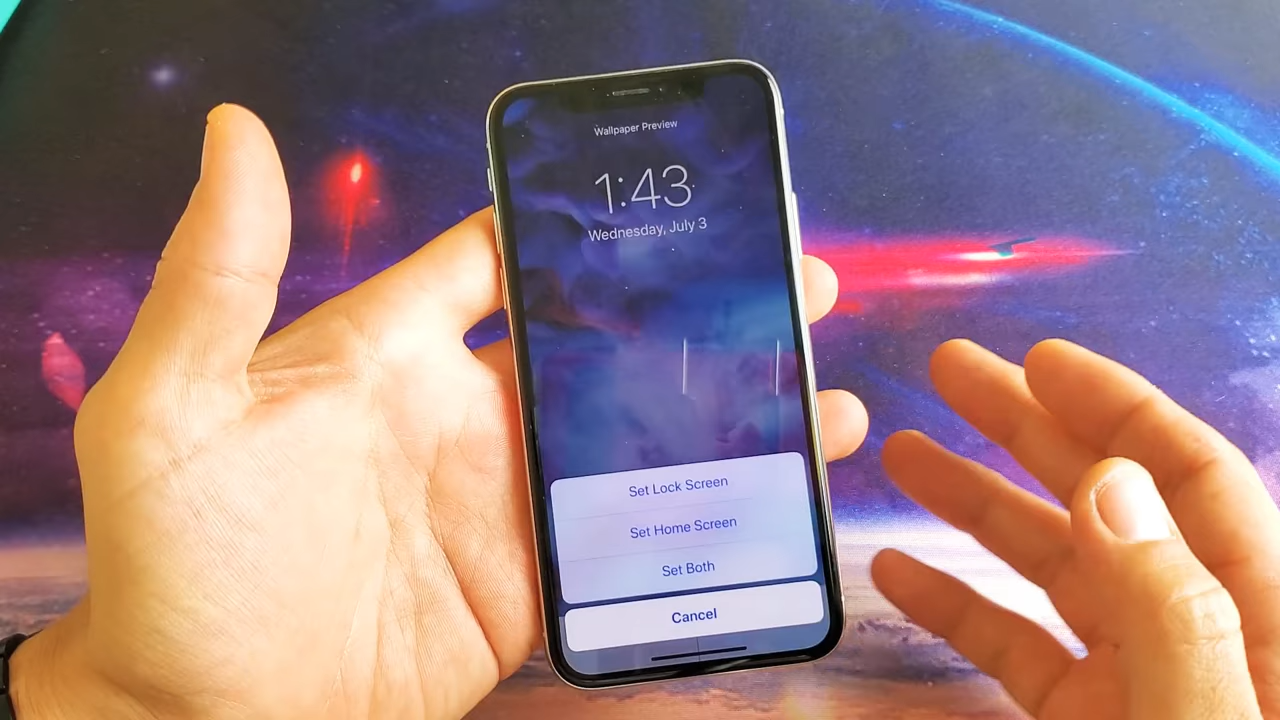 Wallpaper Preview
1:43
Wednesday, July 3
Set Lock Screen
Set Home Screen
Set Both
Cancel